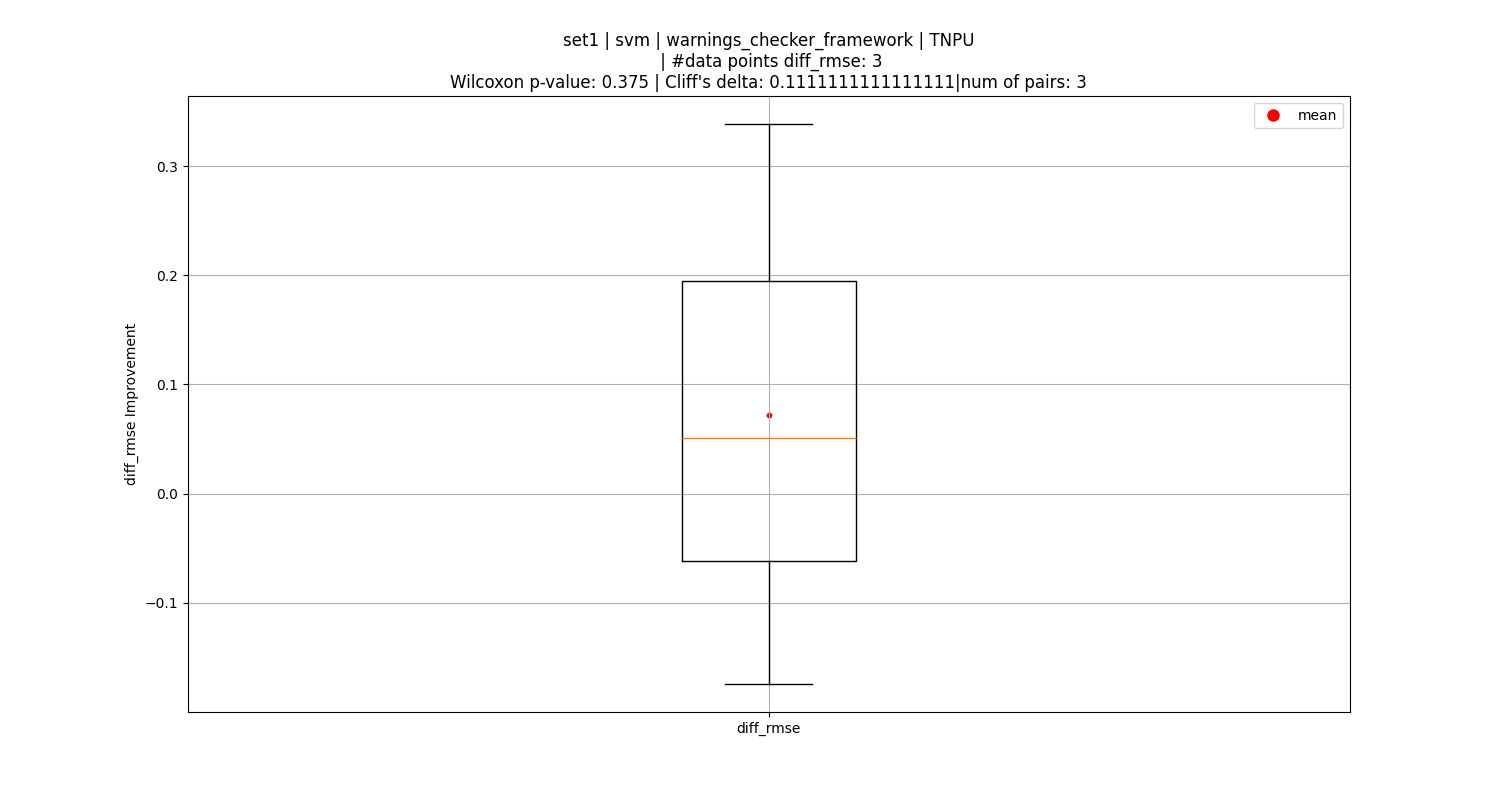 set1 | svm | warnings_checker_framework | TNPU
| #data points diff_rmse: 3
Wilcoxon p-value: 0.375 | Cliff's delta: 0.1111111111111111|num of pairs: 3
mean
0.3
0.2
0.1
0.0
−0.1
diff_rmse Improvement
diff_rmse